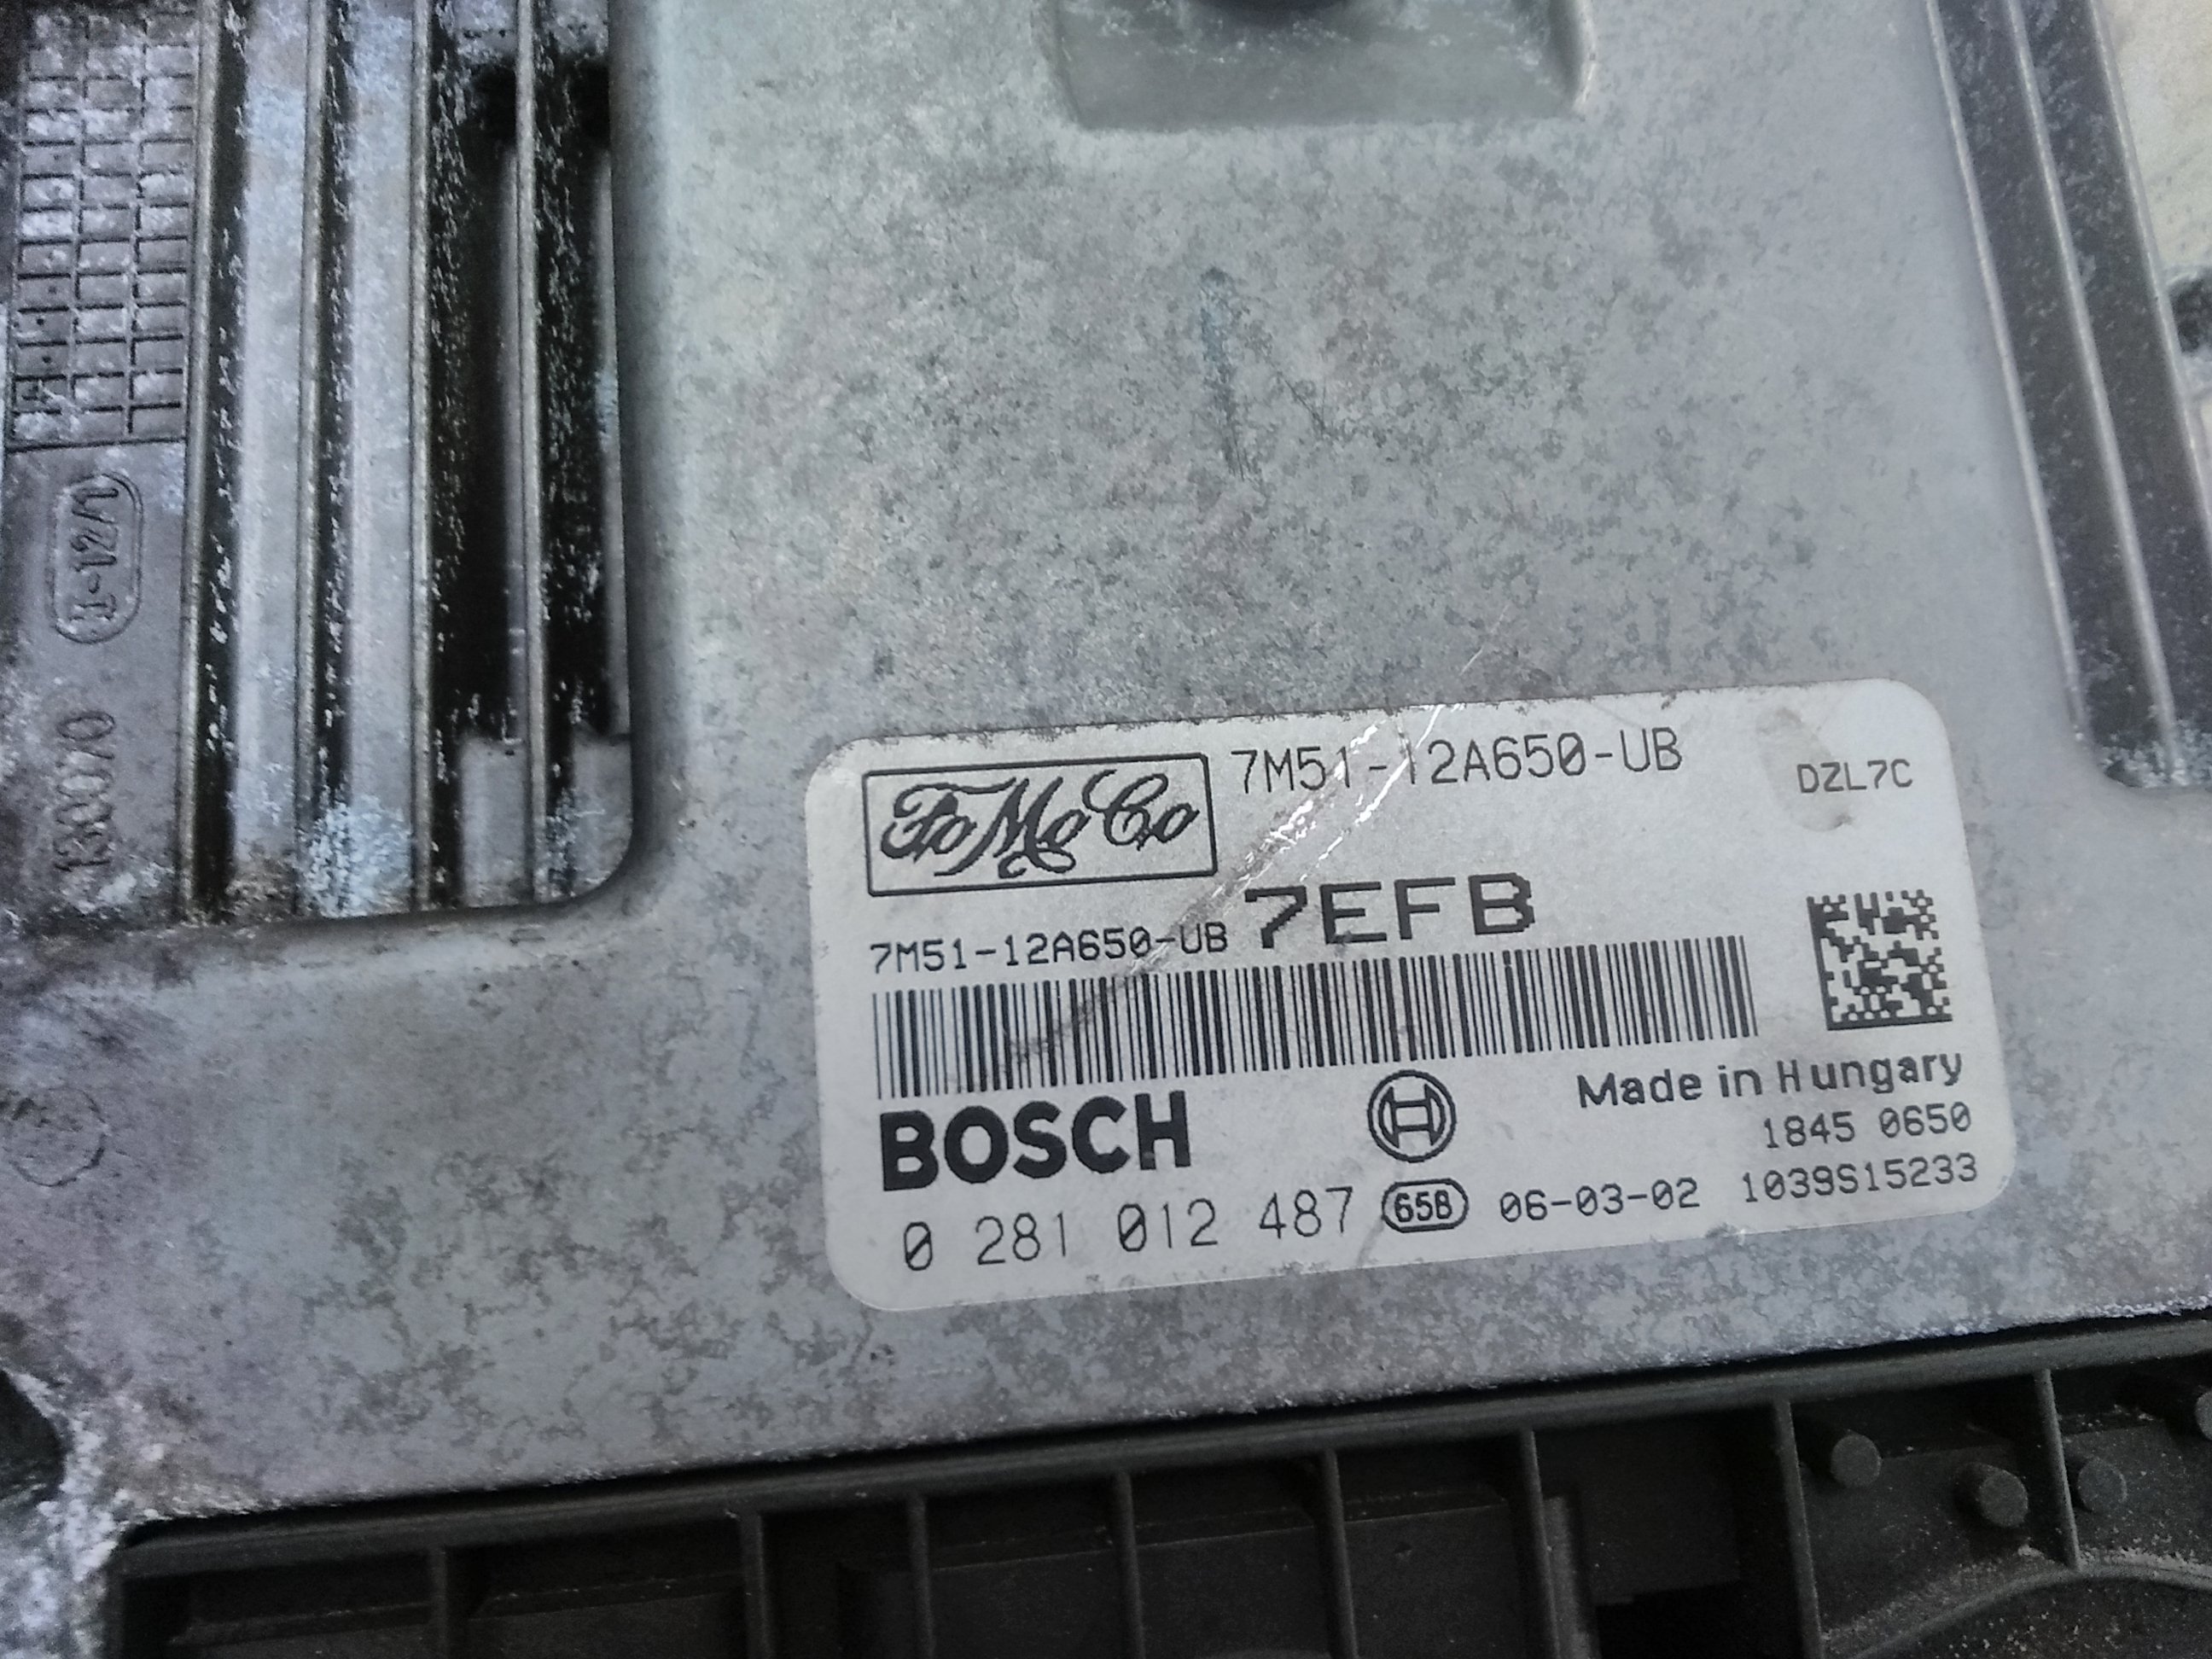 130070
FoMoCo
7M51-12A650-UB
DZL7C
7M51-12A650-UB 7EFB
Made in Hungary
BOSCH
1845 0650
0 281 012 487 65B 06-03-02 1039S15233